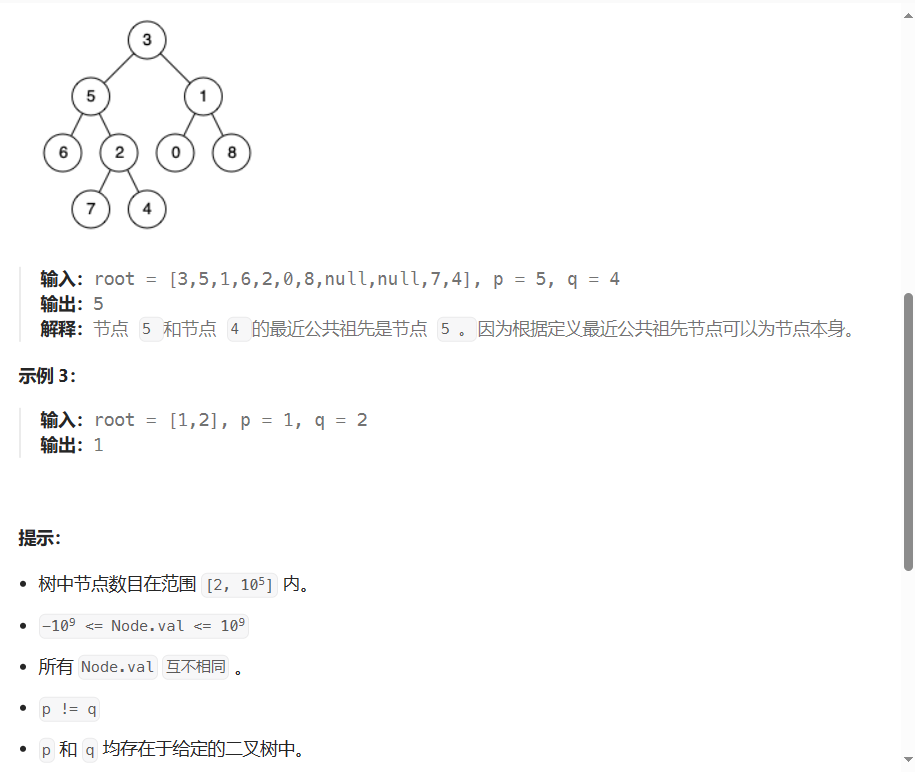 3
5 1
6 2 0 8
7 4
输入：root = [3,5,1,6,2,0,8,null,null,7,4], p = 5, q = 4
输出：5
解释：节点 5 和节点 4 的最近公共祖先是节点 5 。因为根据定义最近公共祖先节点可以为节点本身。
示例 3：
输入：root = [1,2], p = 1, q = 2
输出：1
提示：
• 树中节点数目在范围 [2, 10⁵] 内。
• -10⁹ <= Node.val <= 10⁹
• 所有 Node.val 互不相同 。
• p != q
• p 和 q 均存在于给定的二叉树中。